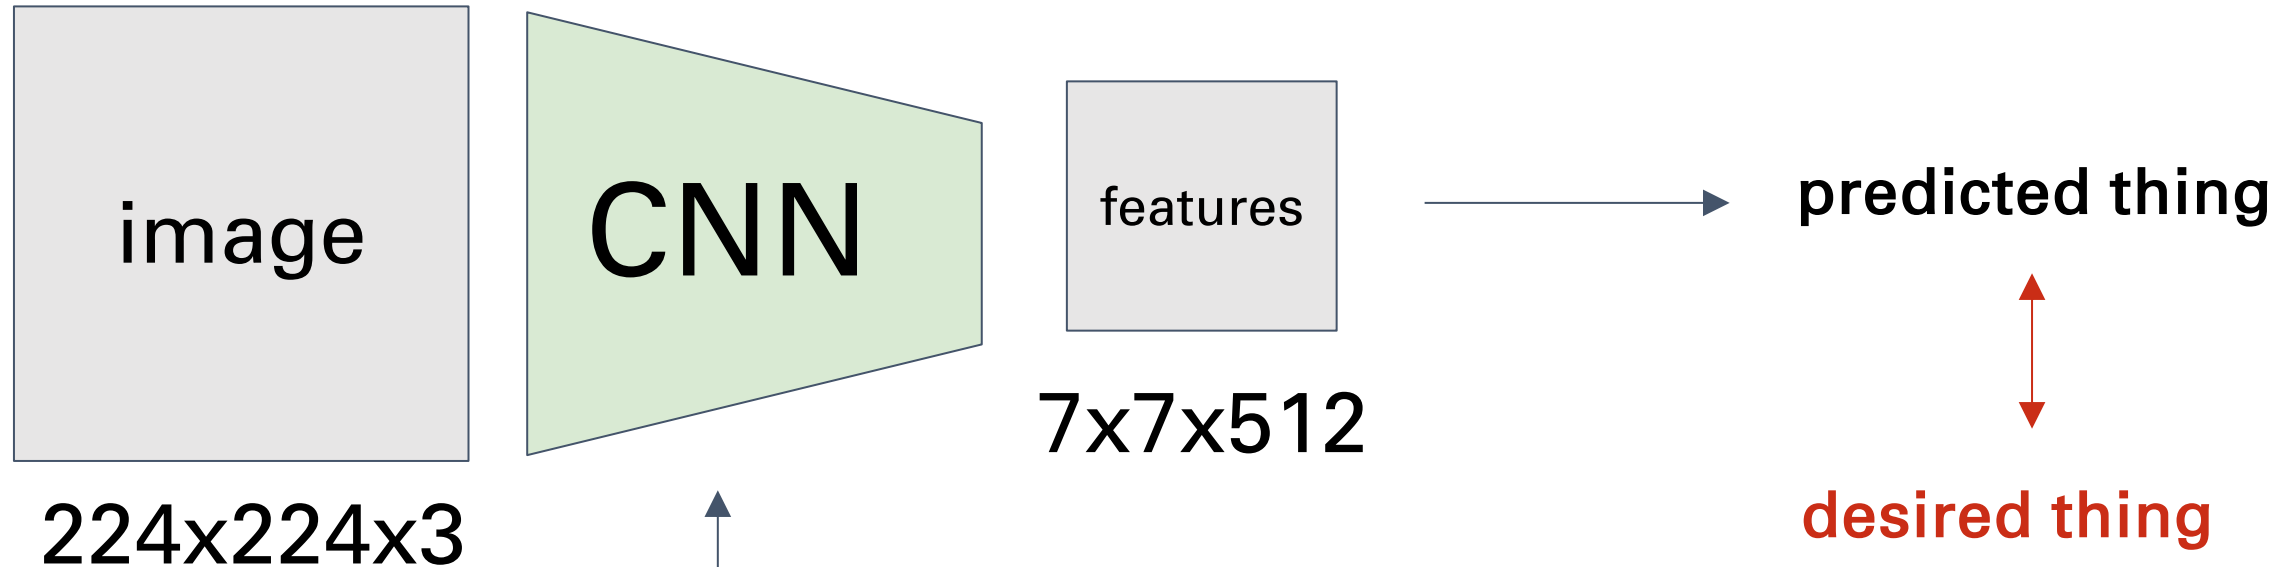 image
224x224x3
CNN
features
7x7x512
predicted thing
desired thing